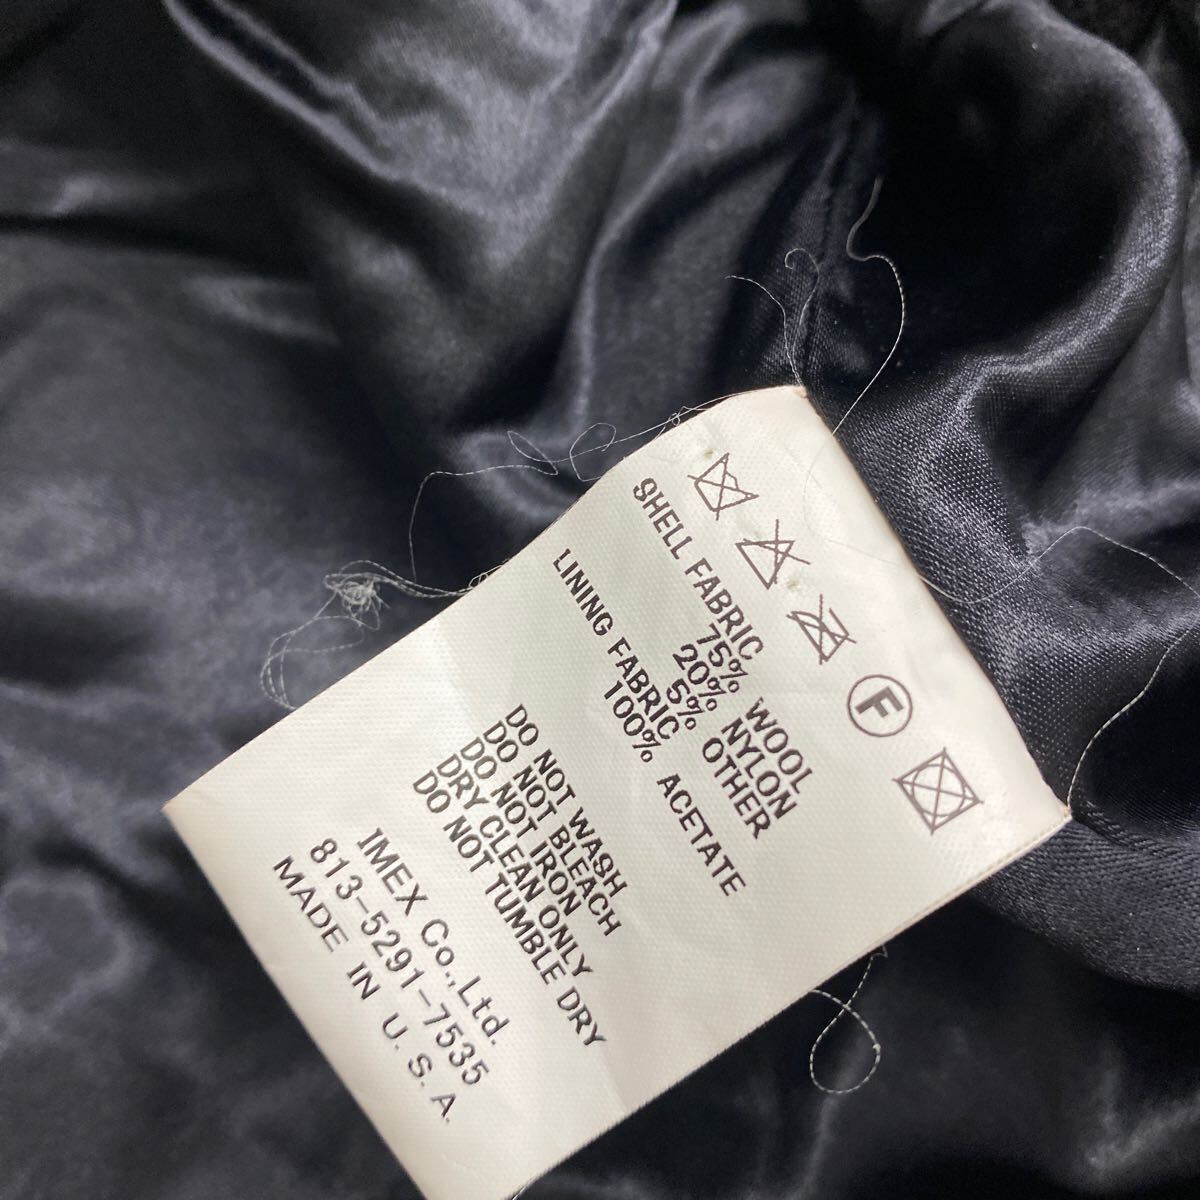 F
SHELL FABRIC
75% WOOL
20% NYLON
5% OTHER
LINING FABRIC
100% ACETATE
DO NOT WASH
DO NOT BLEACH
DO NOT IRON
DRY CLEAN ONLY
DO NOT TUMBLE DRY
IMEX Co.,Ltd.
813-5291-7535
MADE IN U.S.A.